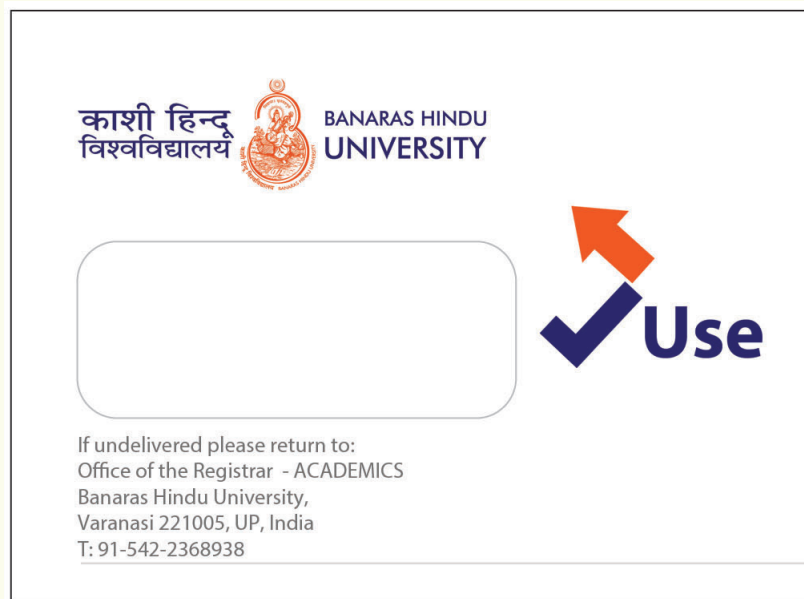 काशी हिन्दू
विश्वविद्यालय
BANARAS HINDU
UNIVERSITY
Use
If undelivered please return to:
Office of the Registrar - ACADEMICS
Banaras Hindu University,
Varanasi 221005, UP, India
T: 91-542-2368938